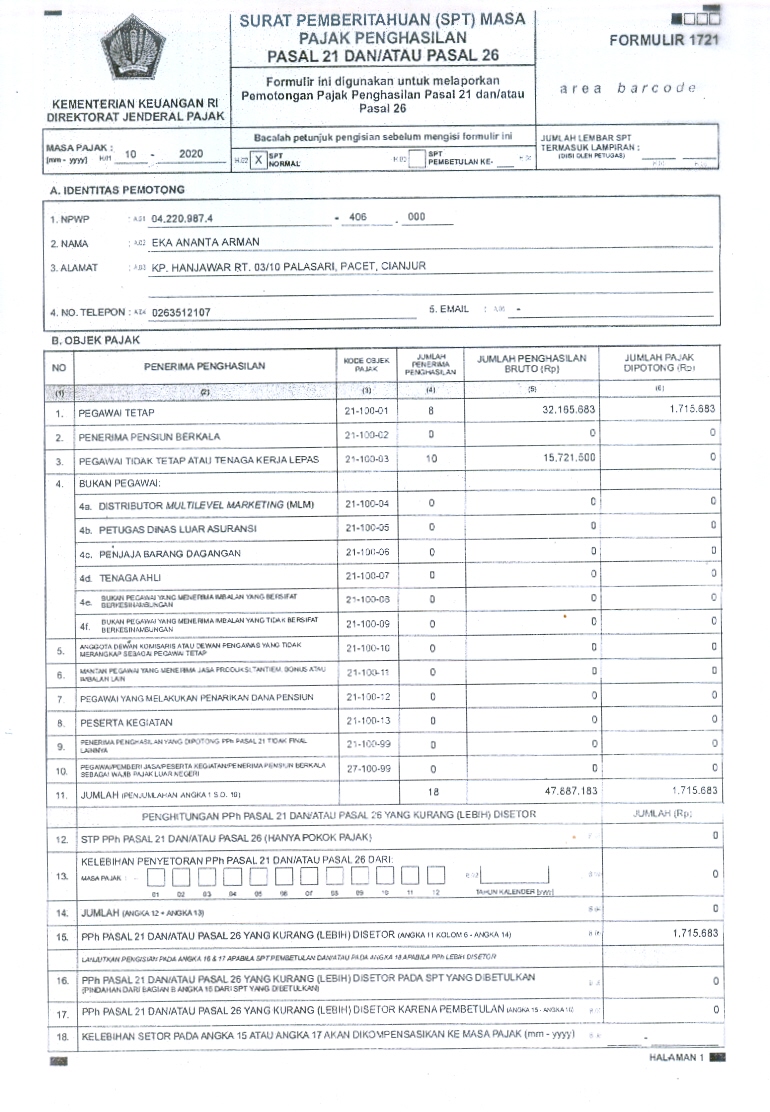 SURAT PEMBERITAHUAN (SPT) MASA
PAJAK PENGHASILAN
PASAL 21 DAN/ATAU PASAL 26
FORMULIR 1721
Formulir ini digunakan untuk melaporkan
Pemotongan Pajak Penghasilan Pasal 21 dan/atau
Pasal 26
area barcode
KEMENTERIAN KEUANGAN RI
DIREKTORAT JENDERAL PAJAK
Bacalah petunjuk pengisian sebelum mengisi formulir ini
MASA PAJAK :
[mm - yyyy] H.01 10 - 2020
H.02 X SPT NORMAL
H.03 SPT PEMBETULAN KE-
JUMLAH LEMBAR SPT
TERMASUK LAMPIRAN :
(DIISI OLEH PETUGAS)
A. IDENTITAS PEMOTONG
1. NPWP : A.01 04.220.987.4 - 406 . 000
2. NAMA : A.02 EKA ANANTA ARMAN
3. ALAMAT : A.03 KP. HANJAWAR RT. 03/10 PALASARI, PACET, CIANJUR
4. NO. TELEPON : A.04 0263512107 5. EMAIL : A.05 -
B. OBJEK PAJAK
NO PENERIMA PENGHASILAN KODE OBJEK PAJAK JUMLAH PENERIMA PENGHASILAN JUMLAH PENGHASILAN BRUTO (Rp) JUMLAH PAJAK DIPOTONG (Rp)
(1) (2) (3) (4) (5) (6)
1. PEGAWAI TETAP 21-100-01 8 32.165.683 1.715.683
2. PENERIMA PENSIUN BERKALA 21-100-02 0 0 0
3. PEGAWAI TIDAK TETAP ATAU TENAGA KERJA LEPAS 21-100-03 10 15.721.500 0
4. BUKAN PEGAWAI:
4a. DISTRIBUTOR MULTILEVEL MARKETING (MLM) 21-100-04 0 0 0
4b. PETUGAS DINAS LUAR ASURANSI 21-100-05 0 0 0
4c. PENJAJA BARANG DAGANGAN 21-100-06 0 0 0
4d. TENAGA AHLI 21-100-07 0 0 0
4e. BUKAN PEGAWAI YANG MENERIMA IMBALAN YANG BERSIFAT BERKESINAMBUNGAN 21-100-08 0 0 0
4f. BUKAN PEGAWAI YANG MENERIMA IMBALAN YANG TIDAK BERSIFAT BERKESINAMBUNGAN 21-100-09 0 0 0
5. ANGGOTA DEWAN KOMISARIS ATAU DEWAN PENGAWAS YANG TIDAK MERANGKAP SEBAGAI PEGAWAI TETAP 21-100-10 0 0 0
6. MANTAN PEGAWAI YANG MENERIMA JASA PRODUKSI, TANTIEM, BONUS ATAU IMBALAN LAIN 21-100-11 0 0 0
7. PEGAWAI YANG MELAKUKAN PENARIKAN DANA PENSIUN 21-100-12 0 0 0
8. PESERTA KEGIATAN 21-100-13 0 0 0
9. PENERIMA PENGHASILAN YANG DIPOTONG PPh PASAL 21 TIDAK FINAL LAINNYA 21-100-99 0 0 0
10. PEGAWAI/PEMBERI JASA/PESERTA KEGIATAN/PENERIMA PENSIUN BERKALA SEBAGAI WAJIB PAJAK LUAR NEGERI 27-100-99 0 0 0
11. JUMLAH (PENJUMLAHAN ANGKA 1 S.D. 10) 18 47.887.183 1.715.683
PENGHITUNGAN PPh PASAL 21 DAN/ATAU PASAL 26 YANG KURANG (LEBIH) DISETOR JUMLAH (Rp)
12. STP PPh PASAL 21 DAN/ATAU PASAL 26 (HANYA POKOK PAJAK) 0
KELEBIHAN PENYETORAN PPh PASAL 21 DAN/ATAU PASAL 26 DARI:
13. MASA PAJAK : 0
01 02 03 04 05 06 07 08 09 10 11 12 TAHUN KALENDER [yyyy]
14. JUMLAH (ANGKA 12 + ANGKA 13) 0
15. PPh PASAL 21 DAN/ATAU PASAL 26 YANG KURANG (LEBIH) DISETOR (ANGKA 11 KOLOM 6 - ANGKA 14) 1.715,683
LANJUTKAN PENGISIAN PADA ANGKA 16 & 17 APABILA SPT PEMBETULAN DAN/ATAU PADA ANGKA 18 APABILA PPh LEBIH DISETOR
16. PPh PASAL 21 DAN/ATAU PASAL 26 YANG KURANG (LEBIH) DISETOR PADA SPT YANG DIBETULKAN
(PINDAHAN DARI BAGIAN B ANGKA 15 DARI SPT YANG DIBETULKAN) 0
17. PPh PASAL 21 DAN/ATAU PASAL 26 YANG KURANG (LEBIH) DISETOR KARENA PEMBETULAN (ANGKA 15 - ANGKA 16) 0
18. KELEBIHAN SETOR PADA ANGKA 15 ATAU ANGKA 17 AKAN DIKOMPENSASIKAN KE MASA PAJAK (mm - yyyy) -
HALAMAN 1